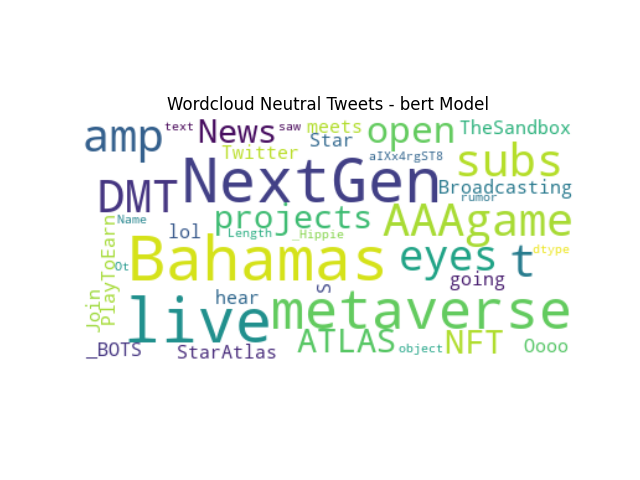 Wordcloud Neutral Tweets - bert Model
amp
text
News
saw
meets
open
TheSandbox
Star
Twitter
aIXx4rgST8
subs
NextGen
DMT
Broadcasting
rumor
Name
projects
AAAgame
lol
Length
_Hippie
PlayToEarn
Bahamas
eyes
t
dtype
Ot
going
Join
live
hear
S
metaverse
_BOTS
StarAtlas
ATLAS
object
NFT
Oooo